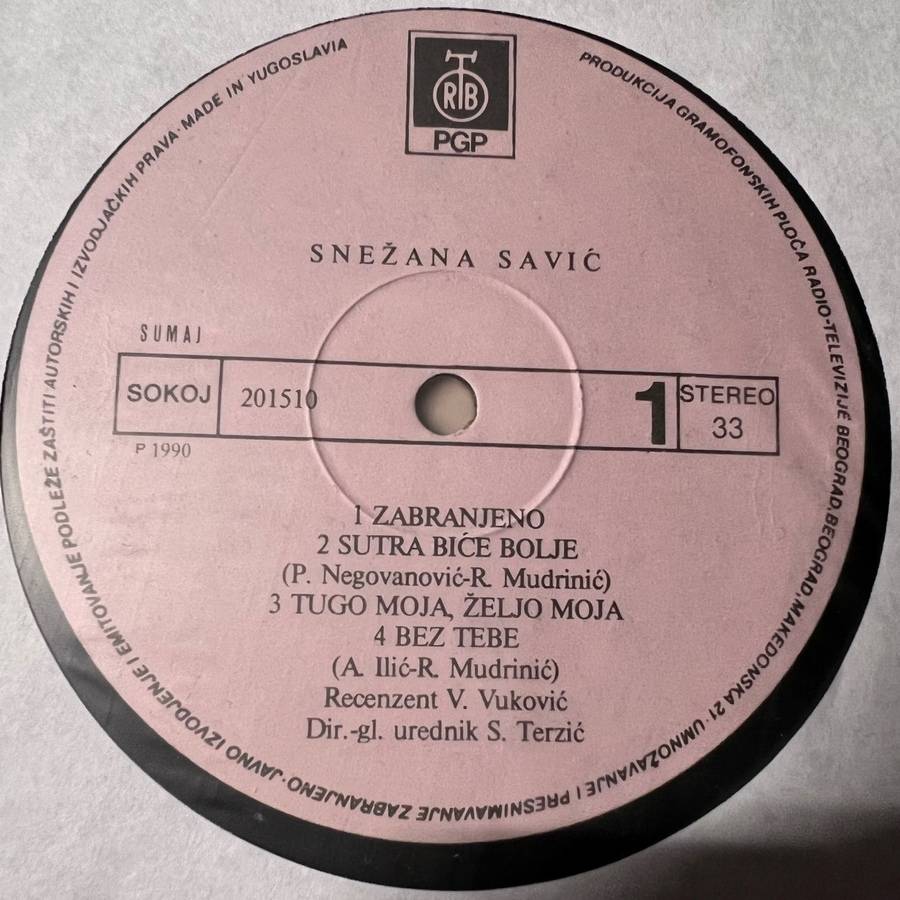 RTB
PGP
PRODUKCIJA GRAMOFONSKIH PLOČA RADIO-TELEVIZIJE BEOGRAD, BEOGRAD, MAKEDONSKA 21 · UMNOŽAVANJE I PRESNIMAVANJE ZABRANJENO · JAVNO IZVODJENJE I EMITOVANJE PODLEŽE ZAŠTITI AUTORSKIH I IZVODJAČKIH PRAVA · MADE IN YUGOSLAVIA
SNEŽANA SAVIĆ
SUMAJ
SOKOJ 201510 1 STEREO
33
P 1990
1 ZABRANJENO
2 SUTRA BIĆE BOLJE
(P. Negovanović-R. Mudrinić)
3 TUGO MOJA, ŽELJO MOJA
4 BEZ TEBE
(A. Ilić-R. Mudrinić)
Recenzent V. Vuković
Dir.-gl. urednik S. Terzić